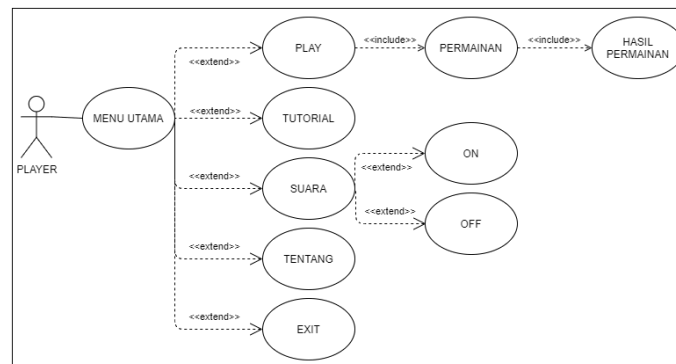 PLAY
<<include>>
PERMAINAN
<<include>>
HASIL
PERMAINAN
<<extend>>
PLAYER
MENU UTAMA
<<extend>>
TUTORIAL
<<extend>>
SUARA
<<extend>>
ON
<<extend>>
OFF
<<extend>>
TENTANG
<<extend>>
EXIT